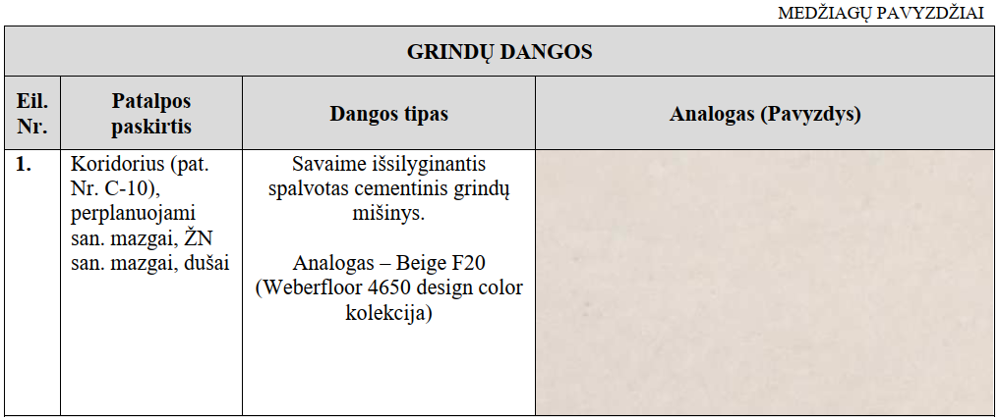 MEDŽIAGŲ PAVYZDŽIAI
GRINDŲ DANGOS
Eil.
Nr.
Patalpos
paskirtis
Dangos tipas
Analogas (Pavyzdys)
1.
Koridorius (pat.
Nr. C-10),
perplanuojami
san. mazgai, ŽN
san. mazgai, dušai
Savaime išsilyginantis
spalvotas cementinis grindų
mišinys.
Analogas – Beige F20
(Weberfloor 4650 design color
kolekcija)